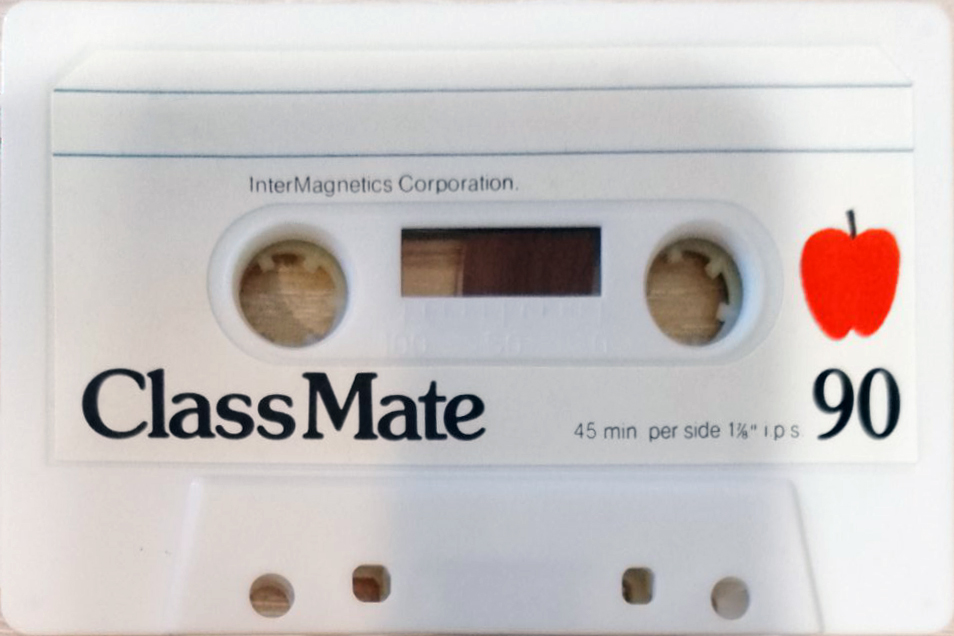 InterMagnetics Corporation.
ClassMate
45 min per side 1⅞" i.p.s. 90